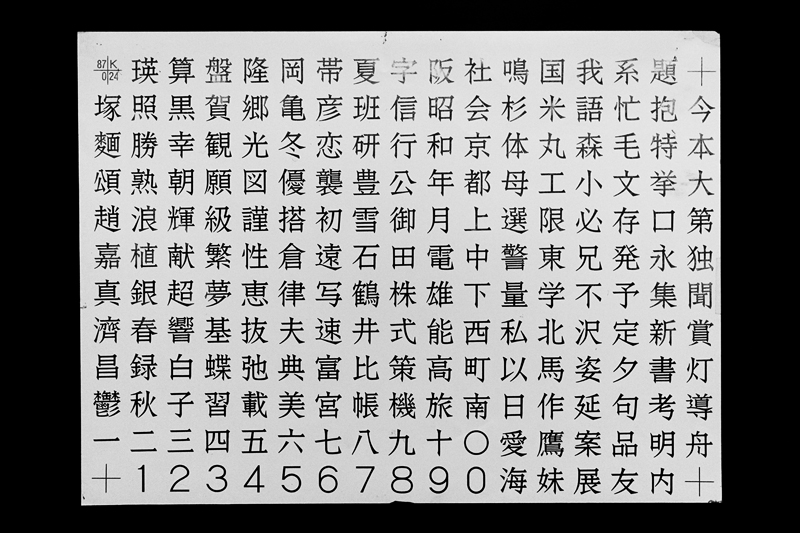 87 K 瑛算盤隆岡帯夏字阪社鳴国我系題
0 24
塚照黒賀郷亀彦班信昭会杉米語忙抱今
麵勝幸観光冬恋研行和京体丸森毛特本
頌熟朝願図優襲豊公年都母工小文挙大
趙浪輝級謹搭初雪御月上選限必存口第
嘉植献繁性倉遠石田電中警東兄発永独
真銀超夢恵律写鶴株雄下量学不予集聞
濟春響基抜夫速井式能西私北沢定新賞
昌録白蝶弛典富比策高町以馬姿夕書灯
鬱秋子習載美宮帳機旅南日作延句考導
一二三四五六七八九十〇愛鷹案品明舟
1234567890海妹展友内